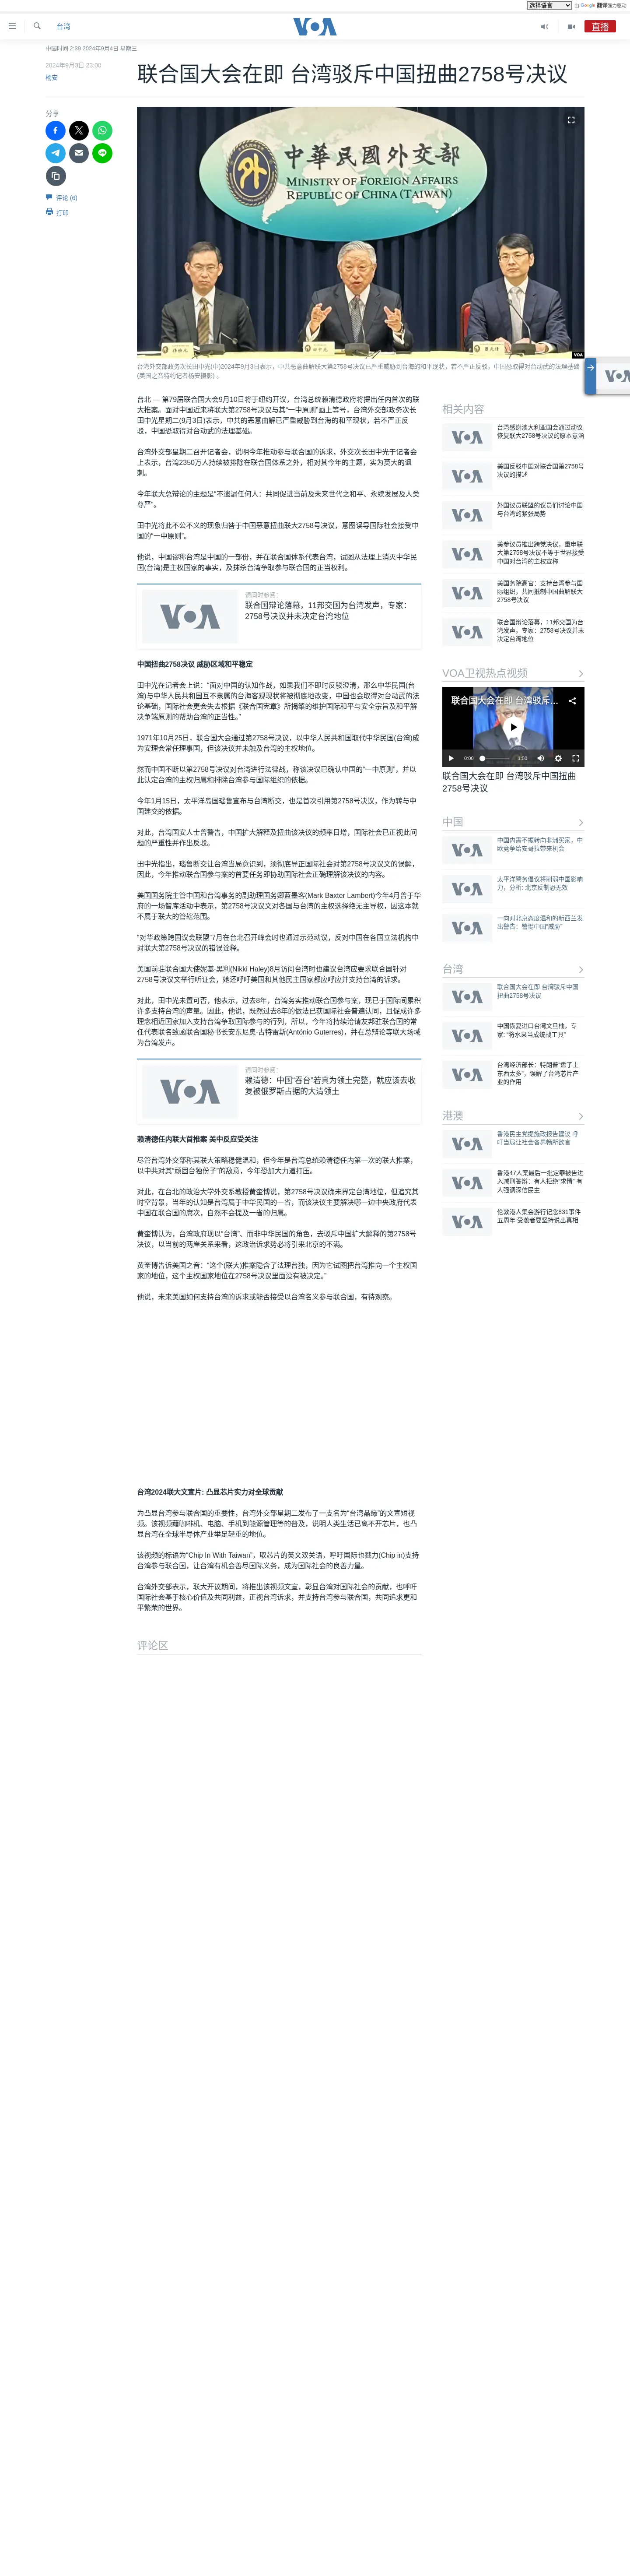 选择语言
由 Google 翻译强力驱动
台湾
VOA
直播
中国时间 2:39 2024年9月4日 星期三
2024年9月3日 23:00
杨安
联合国大会在即 台湾驳斥中国扭曲2758号决议
分享
评论 (6)
打印
中華民國外交部
MINISTRY OF FOREIGN AFFAIRS
VOA
台湾外交部政务次长田中光(中)2024年9月3日表示，中共恶意曲解联大第2758号决议已严重威胁到台海的和平现状，若不严正反驳，中国恐取得对台动武的法理基础
(美国之音特约记者杨安摄影) 。
台北 — 第79届联合国大会9月10日将于纽约开议，台湾总统赖清德政府将提出任内首次的联
大推案。面对中国近来将联大第2758号决议与其“一中原则”画上等号，台湾外交部政务次长
田中光星期二(9月3日)表示，中共的恶意曲解已严重威胁到台海的和平现状，若不严正反
驳，中国恐取得对台动武的法理基础。
台湾外交部星期二召开记者会，说明今年推动参与联合国的诉求，外交次长田中光于记者会
上表示，台湾2350万人持续被排除在联合国体系之外，相对其今年的主题，实为莫大的讽
刺。
今年联大总辩论的主题是“不遗漏任何人：共同促进当前及未来世代之和平、永续发展及人类
尊严”。
田中光将此不公不义的现象归咎于中国恶意扭曲联大2758号决议，意图误导国际社会接受中
国的“一中原则”。
他说，中国谬称台湾是中国的一部份，并在联合国体系代表台湾，试图从法理上消灭中华民
国(台湾)是主权国家的事实，及抹杀台湾争取参与联合国的正当权利。
VOA
请同时参阅：
联合国辩论落幕，11邦交国为台湾发声，专家：
2758号决议并未决定台湾地位
中国扭曲2758决议 威胁区域和平稳定
田中光在记者会上说：“面对中国的认知作战，如果我们不即时反驳澄清，那么中华民国(台
湾)与中华人民共和国互不隶属的台海客观现状将被彻底地改变，中国也会取得对台动武的法
论基础，国际社会更会失去根据《联合国宪章》所揭橥的维护国际和平与安全宗旨及和平解
决争端原则的帮助台湾的正当性。”
1971年10月25日，联合国大会通过第2758号决议，以中华人民共和国取代中华民国(台湾)成
为安理会常任理事国，但该决议并未触及台湾的主权地位。
然而中国不断以第2758号决议对台湾进行法律战，称该决议已确认中国的“一中原则”，并以
此认定台湾的主权归属和排除台湾参与国际组织的依据。
今年1月15日，太平洋岛国瑙鲁宣布与台湾断交，也是首次引用第2758号决议，作为转与中
国建交的依据。
对此，台湾国安人士曾警告，中国扩大解释及扭曲该决议的频率日增，国际社会已正视此问
题的严重性并作出反驳。
田中光指出，瑙鲁断交让台湾当局意识到，须彻底导正国际社会对第2758号决议文的误解，
因此，今年推动联合国参与案的首要任务即协助国际社会正确理解该决议的内容。
美国国务院主管中国和台湾事务的副助理国务卿蓝墨客(Mark Baxter Lambert)今年4月曾于华
府的一场智库活动中表示，第2758号决议文对各国与台湾的主权选择绝无主导权，因这本就
不属于联大的管辖范围。
“对华政策跨国议会联盟”7月在台北召开峰会时也通过示范动议，反对中国在各国立法机构中
对联大第2758号决议的错误诠释。
美国前驻联合国大使妮基·黑利(Nikki Haley)8月访问台湾时也建议台湾应要求联合国针对
2758号决议文举行听证会，她还呼吁美国和其他民主国家都应呼应并支持台湾的诉求。
对此，田中光未置可否，他表示，过去8年，台湾务实推动联合国参与案，现已于国际间累积
许多支持台湾的声量。因此，他说，既然过去8年的做法已获国际社会普遍认同，且促成许多
理念相近国家加入支持台湾争取国际参与的行列，所以，今年将持续洽请友邦驻联合国的常
任代表联名致函联合国秘书长安东尼奥·古特雷斯(António Guterres)，并在总辩论等联大场域
为台湾发声。
VOA
请同时参阅：
赖清德：中国“吞台”若真为领土完整，就应该去收
复被俄罗斯占据的大清领土
赖清德任内联大首推案 美中反应受关注
尽管台湾外交部称其联大策略稳健温和，但今年是台湾总统赖清德任内第一次的联大推案，
以中共对其“顽固台独份子”的敌意，今年恐加大力道打压。
对此，在台北的政治大学外交系教授黄奎博说，第2758号决议确未界定台湾地位，但追究其
时空背景，当年的认知是台湾是属于中国的一省，而该决议主要解决哪一边中央政府代表中
国在联合国的席次，自然不会提及一省的归属。
黄奎博认为，台湾政府现以“台湾”、而非中华民国的角色，去驳斥中国扩大解释的第2758号
决议，以当前的两岸关系来看，这政治诉求势必将引来北京的不满。
黄奎博告诉美国之音：“这个(联大)推案隐含了法理台独，因为它试图把台湾推向一个主权国
家的地位，这个主权国家地位在2758号决议里面没有被决定。”
他说，未来美国如何支持台湾的诉求或能否接受以台湾名义参与联合国，有待观察。
台湾2024联大文宣片: 凸显芯片实力对全球贡献
为凸显台湾参与联合国的重要性，台湾外交部星期二发布了一支名为“台湾晶缘”的文宣短视
频。该视频藉咖啡机、电脑、手机到能源管理等的普及，说明人类生活已离不开芯片，也凸
显台湾在全球半导体产业举足轻重的地位。
该视频的标语为“Chip In With Taiwan”，取芯片的英文双关语，呼吁国际也戮力(Chip in)支持
台湾参与联合国，让台湾有机会善尽国际义务，成为国际社会的良善力量。
台湾外交部表示，联大开议期间，将推出该视频文宣，彰显台湾对国际社会的贡献，也呼吁
国际社会基于核心价值及共同利益，正视台湾诉求，并支持台湾参与联合国，共同追求更和
平繁荣的世界。
评论区
相关内容
台湾感谢澳大利亚国会通过动议
恢复联大2758号决议的原本意涵
美国反驳中国对联合国第2758号
决议的描述
外国议员联盟的议员们讨论中国
与台湾的紧张局势
美参议员推出跨党决议，重申联
大第2758号决议不等于世界接受
中国对台湾的主权宣称
美国务院高官：支持台湾参与国
际组织，共同抵制中国曲解联大
2758号决议
联合国辩论落幕，11邦交国为台
湾发声，专家：2758号决议并未
决定台湾地位
VOA卫视热点视频
联合国大会在即 台湾驳斥…
0:00
1:50
联合国大会在即 台湾驳斥中国扭曲
2758号决议
中国
中国内需不振转向非洲买家，中
欧竞争给安哥拉带来机会
太平洋警务倡议将削弱中国影响
力，分析: 北京反制恐无效
一向对北京态度温和的新西兰发
出警告：警惕中国“威胁”
台湾
联合国大会在即 台湾驳斥中国
扭曲2758号决议
中国恢复进口台湾文旦柚，专
家: “将水果当成统战工具”
台湾经济部长：特朗普“盘子上
东西太多”，误解了台湾芯片产
业的作用
港澳
香港民主党提施政报告建议 呼
吁当局让社会各界畅所欲言
香港47人案最后一批定罪被告进
入减刑答辩：有人拒绝“求情” 有
人强调深信民主
伦敦港人集会游行记念831事件
五周年 受袭者要坚持说出真相